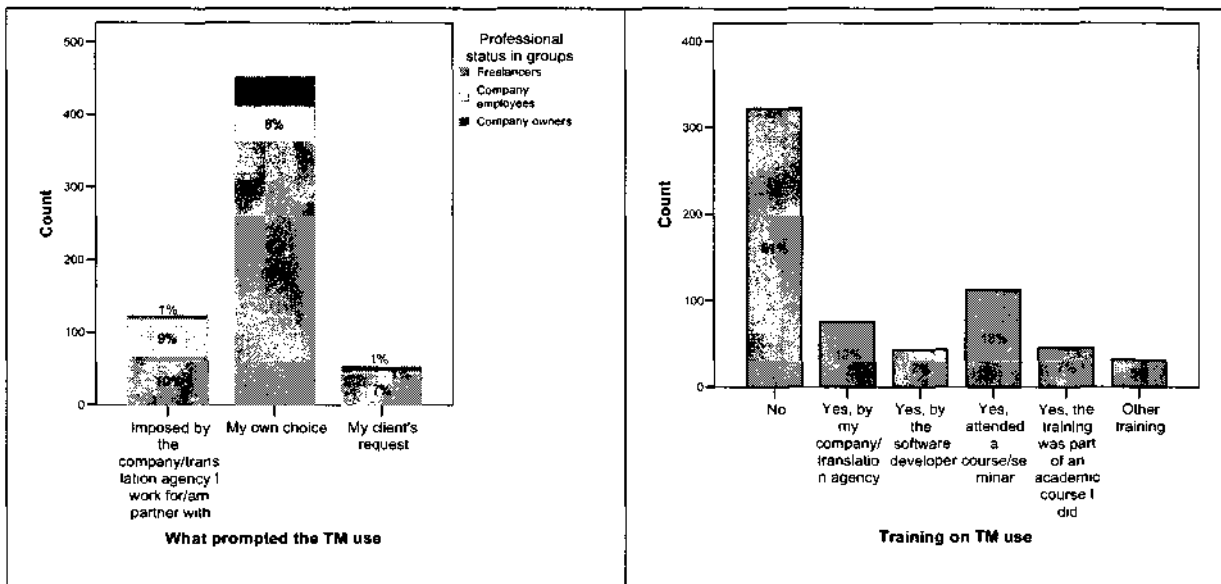 500
400
300
200
100
0
Count
Professional
status in groups
Freelancers
Company
employees
Company owners
8%
1%
9%
10%
1%
1%
7%
Imposed by
the
company/trans
lation agency I
work for/am
partner with
My own choice
My client's
request
What prompted the TM use
400
300
200
100
0
Count
51%
12%
7%
18%
1%
7%
No
Yes, by
my
company/
translatio
n agency
Yes, by
the
software
developer
Yes,
attended
a
course/se
minar
Yes, the
training
was part
of an
academic
course I
did
Other
training
Training on TM use